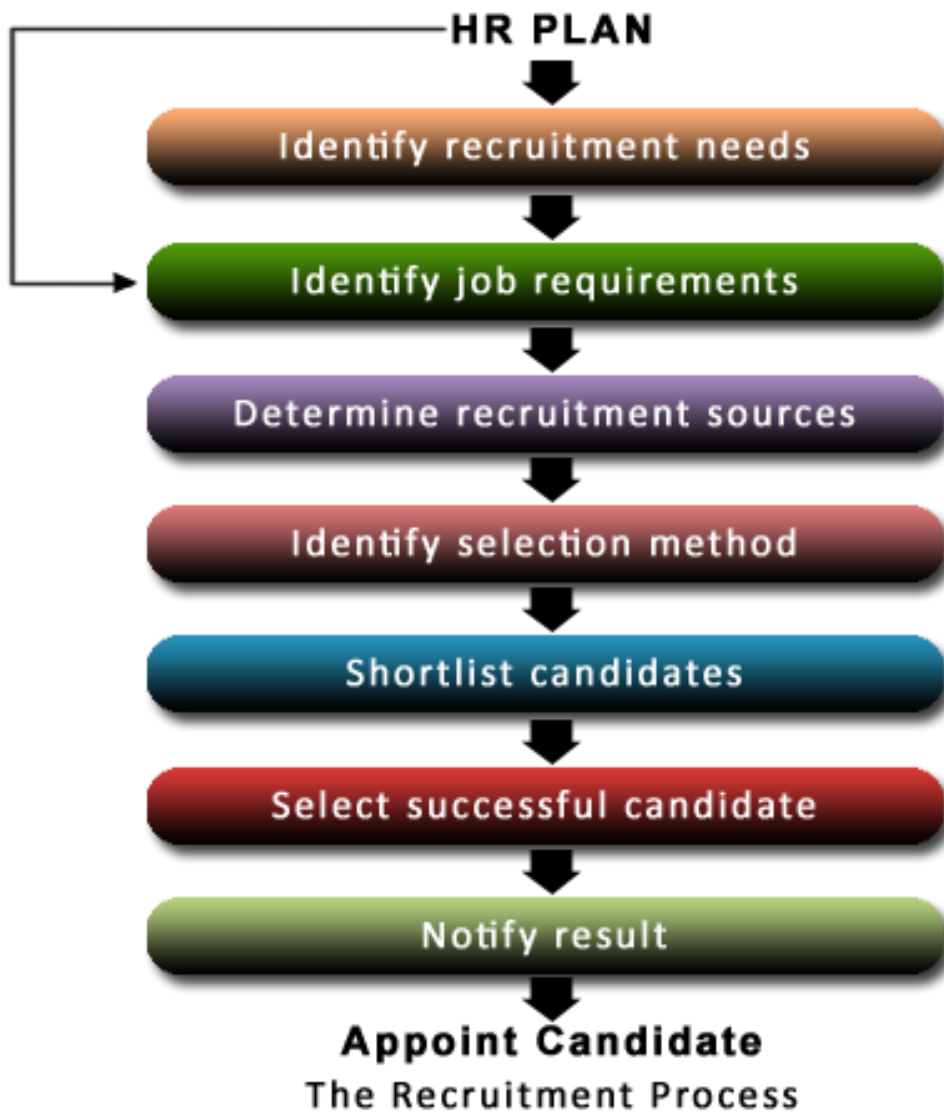 HR PLAN
Identify recruitment needs
Identify job requirements
Determine recruitment sources
Identify selection method
Shortlist candidates
Select successful candidate
Notify result
Appoint Candidate
The Recruitment Process